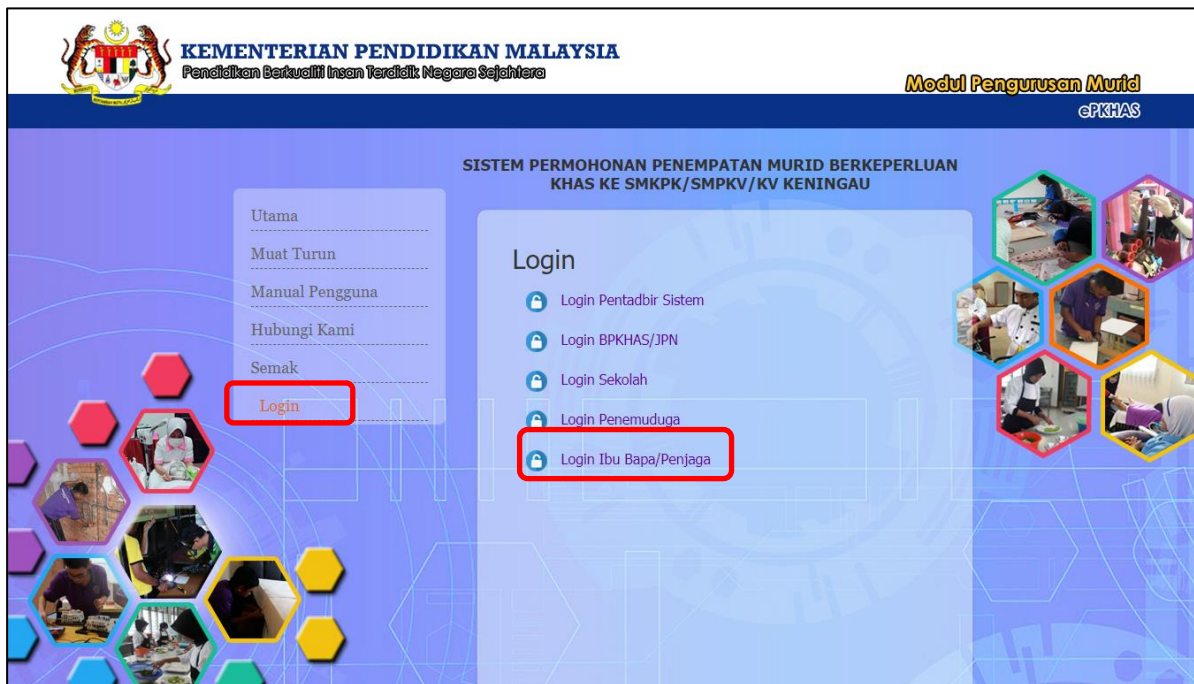 KEMENTERIAN PENDIDIKAN MALAYSIA
Pendidikan Berkualiti Insan Terdidik Negara Sejahtera
Modul Pengurusan Murid
ePKHAS
SISTEM PERMOHONAN PENEMPATAN MURID BERKEPERLUAN
KHAS KE SMKPK/SMPKV/KV KENINGAU
Utama
Muat Turun
Manual Pengguna
Hubungi Kami
Semak
Login
Login
Login Pentadbir Sistem
Login BPKHAS/JPN
Login Sekolah
Login Penemuduga
Login Ibu Bapa/Penjaga